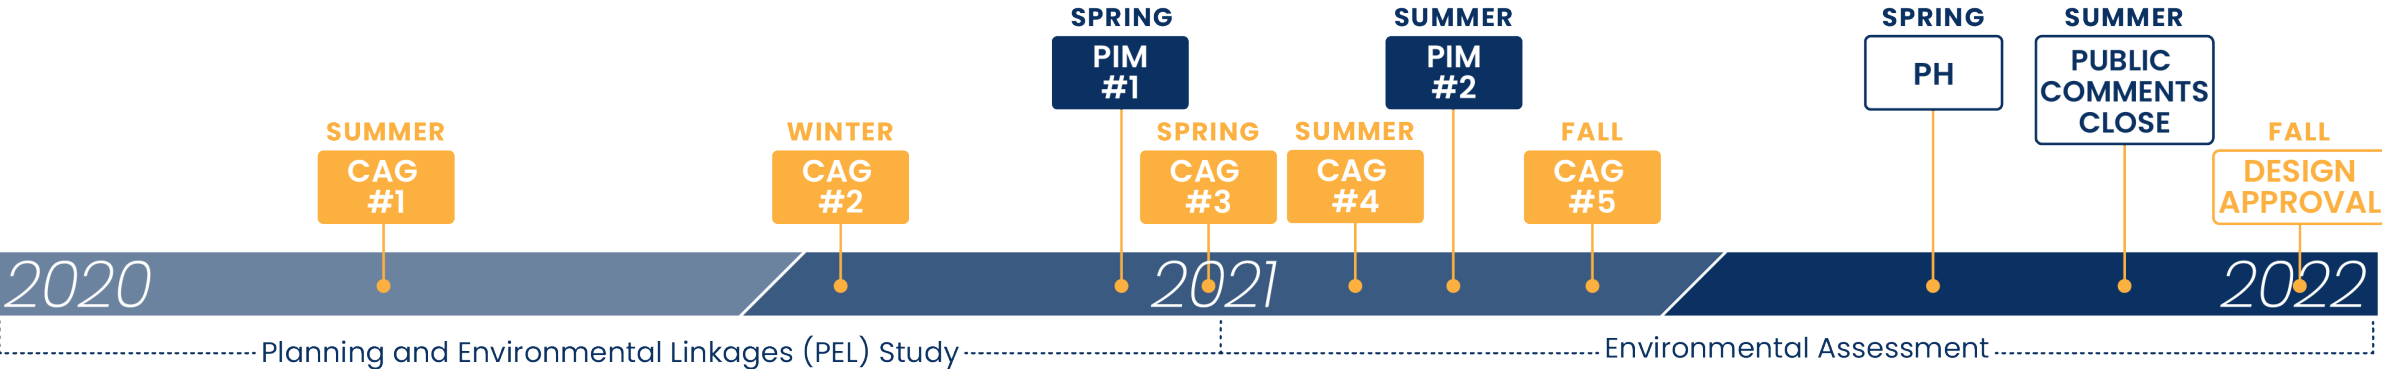 SPRING
PIM
#1
SUMMER
PIM
#2
SPRING
PH
SUMMER
PUBLIC
COMMENTS
CLOSE
SUMMER
CAG
#1
WINTER
CAG
#2
SPRING
CAG
#3
SUMMER
CAG
#4
FALL
CAG
#5
FALL
DESIGN
APPROVAL
2020
2021
2022
Planning and Environmental Linkages (PEL) Study
Environmental Assessment